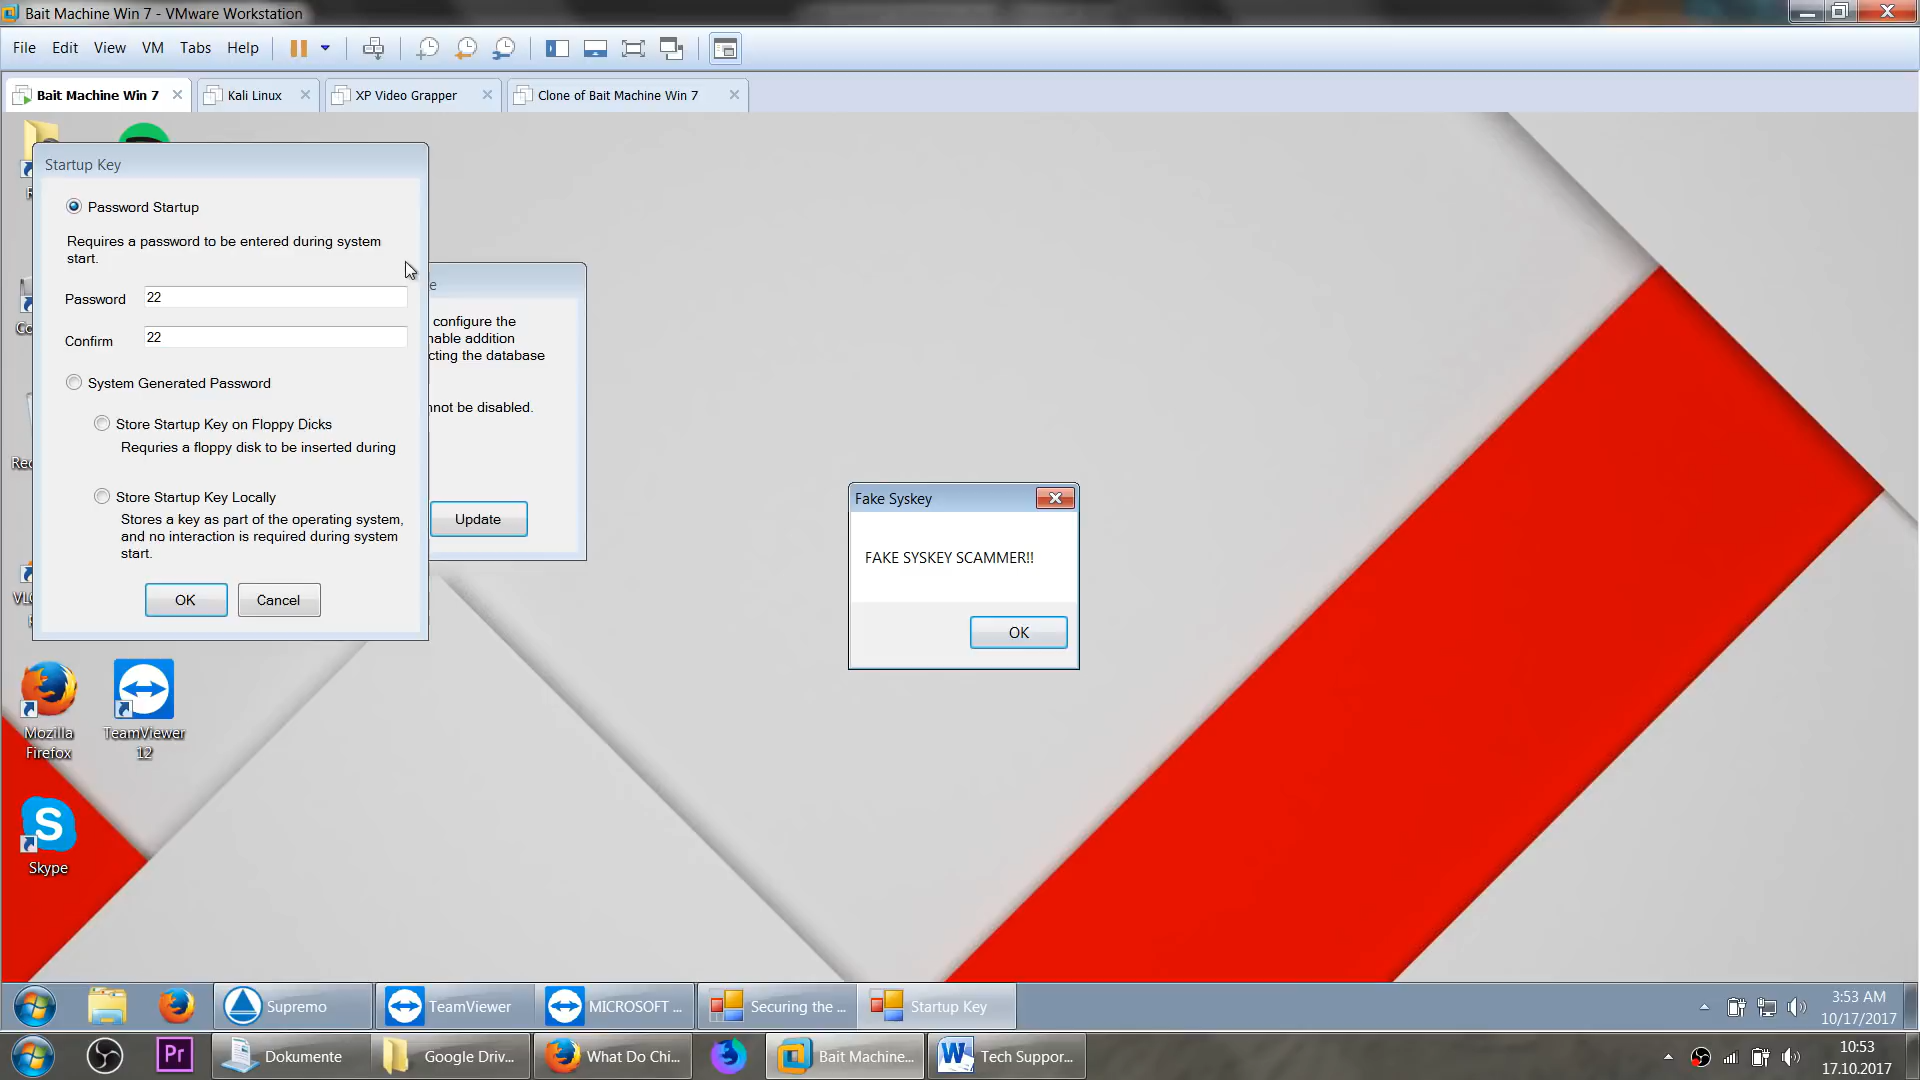 Bait Machine Win 7 - VMware Workstation
File Edit View VM Tabs Help
Bait Machine Win 7
Kali Linux
XP Video Grapper
Clone of Bait Machine Win 7
Startup Key
Password Startup
Requires a password to be entered during system
start.
Password 22
Confirm 22
System Generated Password
Store Startup Key on Floppy Dicks
Requries a floppy disk to be inserted during
Store Startup Key Locally
Stores a key as part of the operating system,
and no interaction is required during system
start.
OK Cancel
e
configure the
nable addition
cting the database
nnot be disabled.
Update
Fake Syskey
FAKE SYSKEY SCAMMER!!
OK
Mozilla
Firefox
TeamViewer
12
Skype
Supremo
TeamViewer
MICROSOFT ...
Securing the ...
Startup Key
3:53 AM
10/17/2017
Pr
Dokumente
Google Driv...
What Do Chi...
Bait Machine...
Tech Suppor...
10:53
17.10.2017